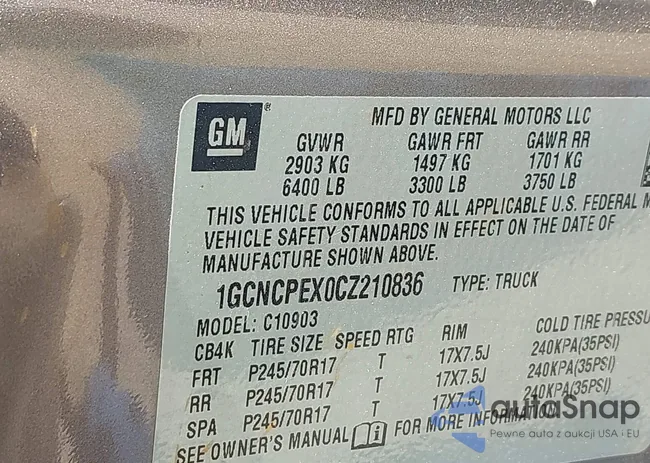 GM ®
MFD BY GENERAL MOTORS LLC
GVWR GAWR FRT GAWR RR
2903 KG 1497 KG 1701 KG
6400 LB 3300 LB 3750 LB
THIS VEHICLE CONFORMS TO ALL APPLICABLE U.S. FEDERAL
VEHICLE SAFETY STANDARDS IN EFFECT ON THE DATE OF
MANUFACTURE SHOWN ABOVE.
1GCNCPEX0CZ210836 TYPE: TRUCK
MODEL: C10903
CB4K TIRE SIZE SPEED RTG RIM COLD TIRE PRESSU
FRT P245/70R17 T 17X7.5J 240KPA(35PSI)
RR P245/70R17 T 17X7.5J 240KPA(35PSI)
SPA P245/70R17 T 17X7.5J 240KPA(35PSI)
SEE OWNER'S MANUAL FOR MORE INFORMATION
autaSnap
Pewne auta z aukcji USA i EU